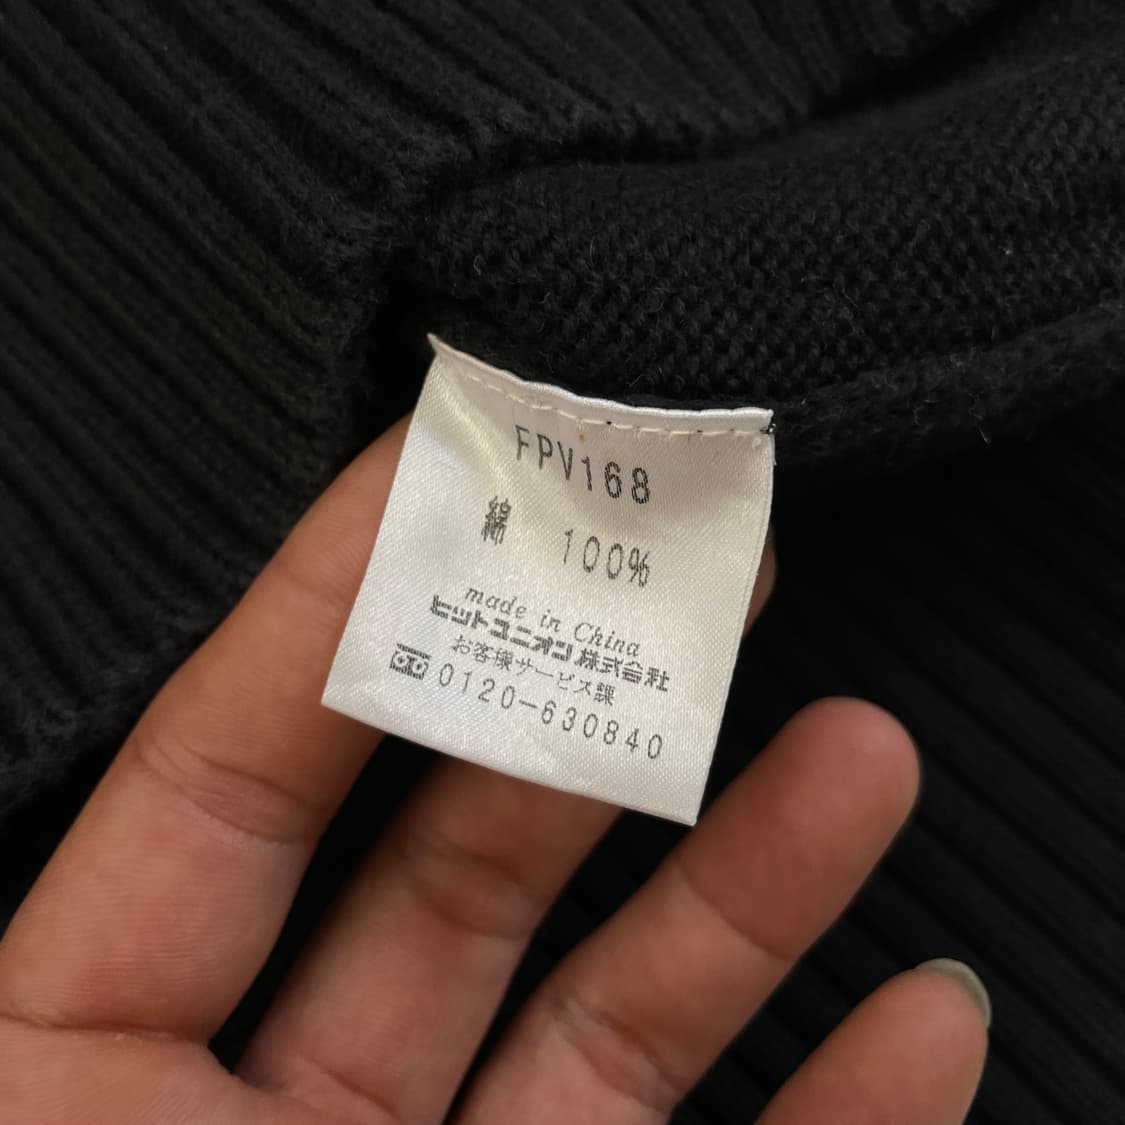 FPV168
綿 100%
made in China
ヒットユニオン株式会社
お客様サービス課
0120-630840